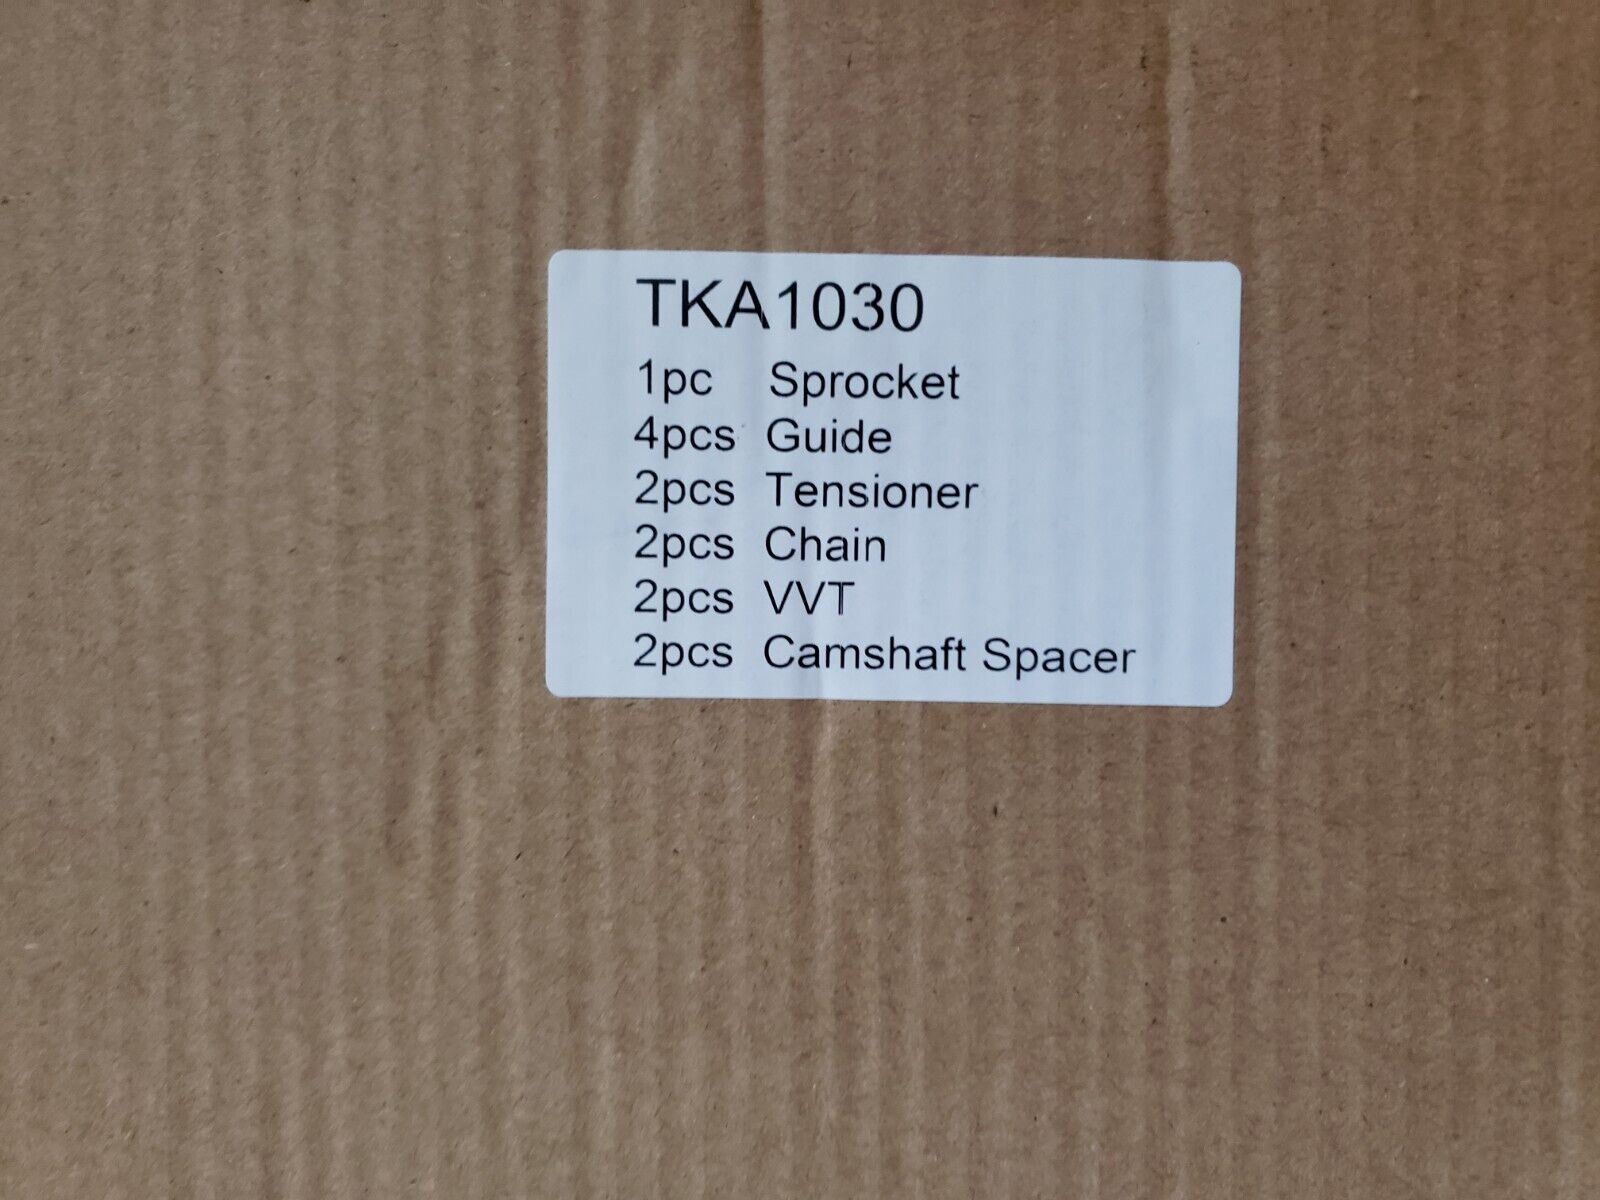 TKA1030
1pc Sprocket
4pcs Guide
2pcs Tensioner
2pcs Chain
2pcs VVT
2pcs Camshaft Spacer